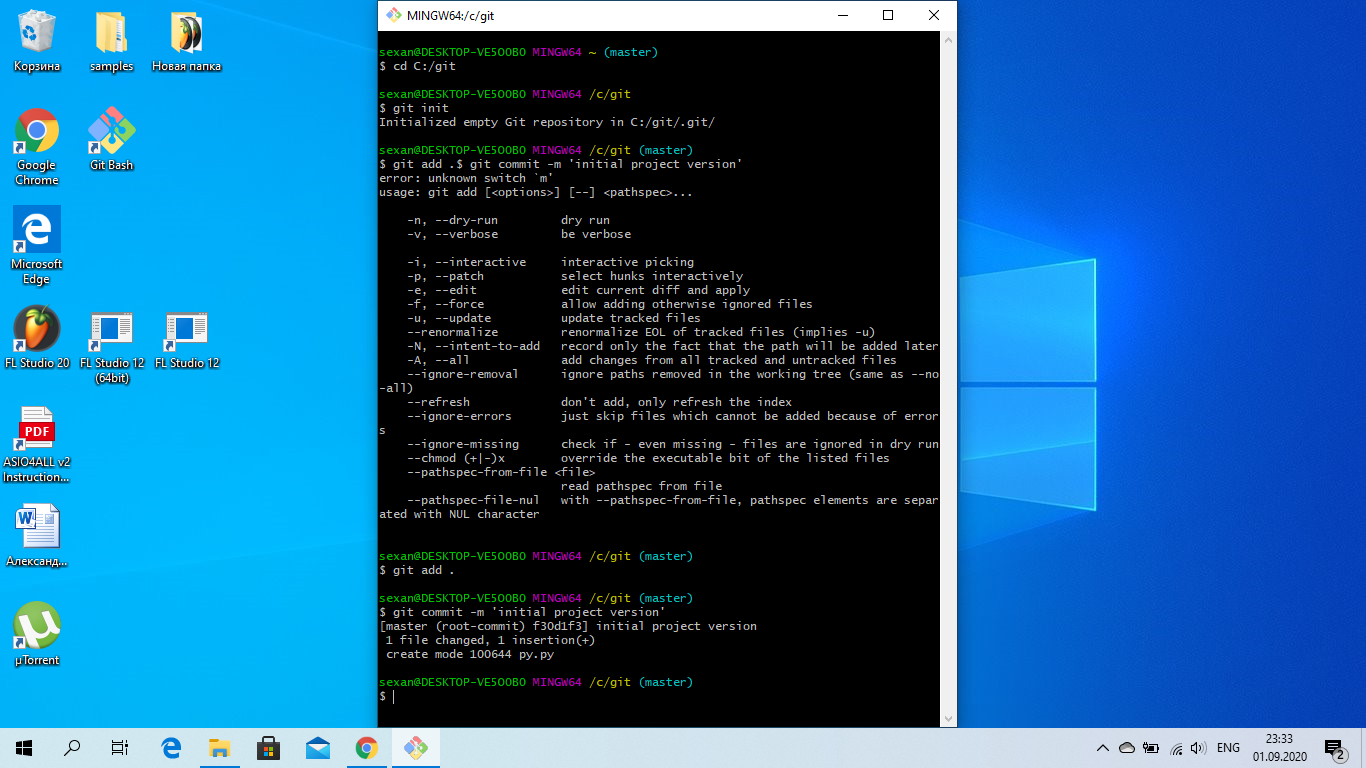 Корзина
samples
Новая папка
Google
Chrome
Git Bash
Microsoft
Edge
FL Studio 20
FL Studio 12
(64bit)
FL Studio 12
PDF
ASIO4ALL v2
Instruction...
Александ...
µTorrent
MINGW64:/c/git
sexan@DESKTOP-VE5OOBO MINGW64 ~ (master)
$ cd C:/git
sexan@DESKTOP-VE5OOBO MINGW64 /c/git
$ git init
Initialized empty Git repository in C:/git/.git/
sexan@DESKTOP-VE5OOBO MINGW64 /c/git (master)
$ git add .$ git commit -m 'initial project version'
error: unknown switch `m'
usage: git add [<options>] [--] <pathspec>...
-n, --dry-run dry run
-v, --verbose be verbose
-i, --interactive interactive picking
-p, --patch select hunks interactively
-e, --edit edit current diff and apply
-f, --force allow adding otherwise ignored files
-u, --update update tracked files
--renormalize renormalize EOL of tracked files (implies -u)
-N, --intent-to-add record only the fact that the path will be added later
-A, --all add changes from all tracked and untracked files
--ignore-removal ignore paths removed in the working tree (same as --no
-all)
--refresh don't add, only refresh the index
--ignore-errors just skip files which cannot be added because of error
s
--ignore-missing check if - even missing - files are ignored in dry run
--chmod (+|-)x override the executable bit of the listed files
--pathspec-from-file <file>
read pathspec from file
--pathspec-file-nul with --pathspec-from-file, pathspec elements are separ
ated with NUL character
sexan@DESKTOP-VE5OOBO MINGW64 /c/git (master)
$ git add .
sexan@DESKTOP-VE5OOBO MINGW64 /c/git (master)
$ git commit -m 'initial project version'
[master (root-commit) f30d1f3] initial project version
1 file changed, 1 insertion(+)
create mode 100644 py.py
sexan@DESKTOP-VE5OOBO MINGW64 /c/git (master)
$
ENG
23:33
01.09.2020
2